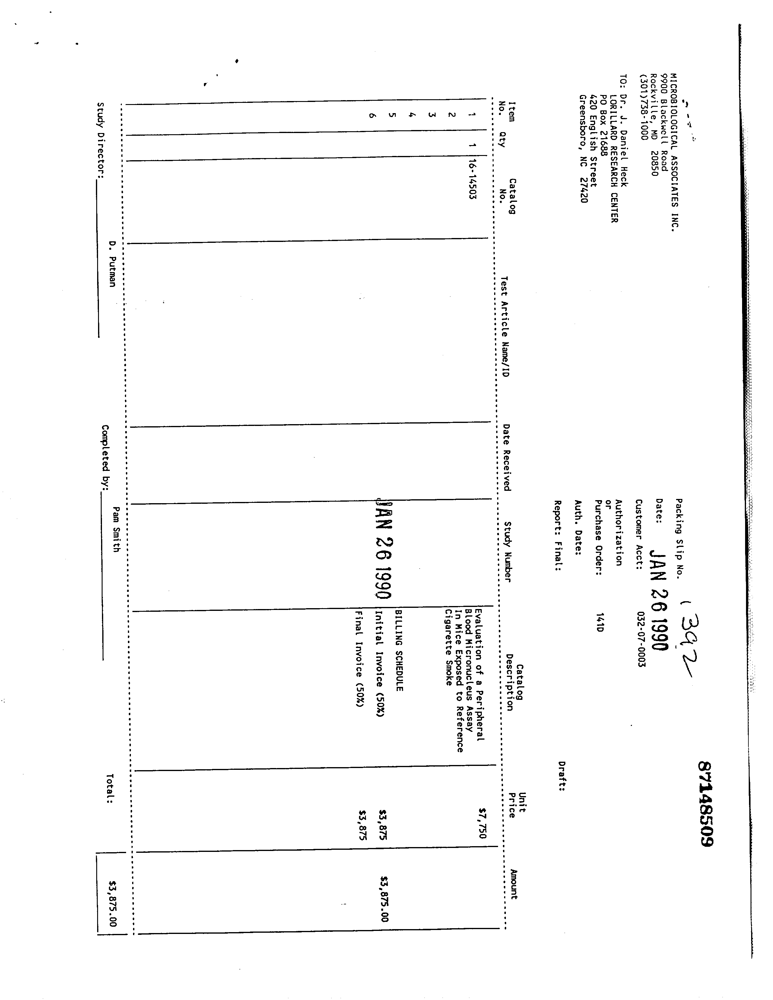 87148509
MICROBIOLOGICAL ASSOCIATES INC.
9900 Blackwell Road
Rockville, MD 20850
(301)738-1000
TO: Dr. J. Daniel Heck
LORILLARD RESEARCH CENTER
PO Box 21688
420 English Street
Greensboro, NC 27420
Packing Slip No. 1392
Date: JAN 26 1990
Customer Acct: 032-07-0003
Authorization
or
Purchase Order: 141D
Auth. Date:
Report: Final: Draft:
Item No. Qty Catalog No. Test Article Name/ID Date Received Study Number Catalog Description Unit Price Amount
1 1 16-14503 Evaluation of a Peripheral $7,750
Blood Micronucleus Assay
2 In Mice Exposed to Reference
Cigarette Smoke
3
4 BILLING SCHEDULE
5 JAN 26 1990 Initial Invoice (50%) $3,875 $3,875.00
6 Final Invoice (50%) $3,875
Study Director: D. Putman Completed by: Pam Smith Total: $3,875.00